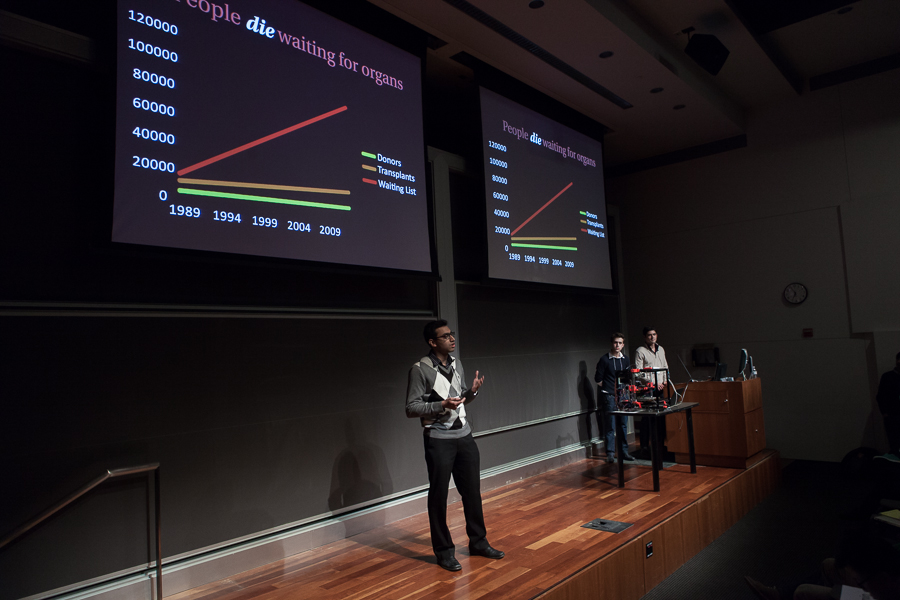 People die waiting for organs
120000
100000
80000
60000
40000
20000
0
1989 1994 1999 2004 2009
Donors
Transplants
Waiting List
People die waiting for organs
120000
100000
80000
60000
40000
20000
0
1989 1994 1999 2004 2009
Donors
Transplants
Waiting List